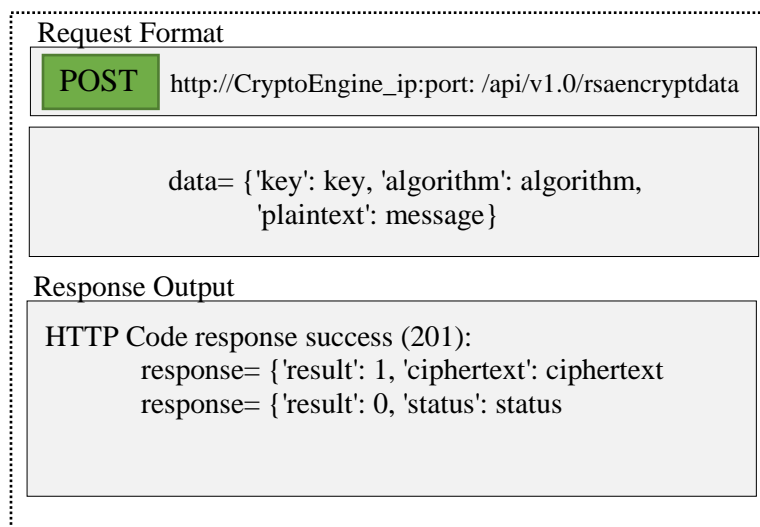 Request Format
POST http://CryptoEngine_ip:port: /api/v1.0/rsaencryptdata
data= {'key': key, 'algorithm': algorithm,
'plaintext': message}
Response Output
HTTP Code response success (201):
response= {'result': 1, 'ciphertext': ciphertext
response= {'result': 0, 'status': status